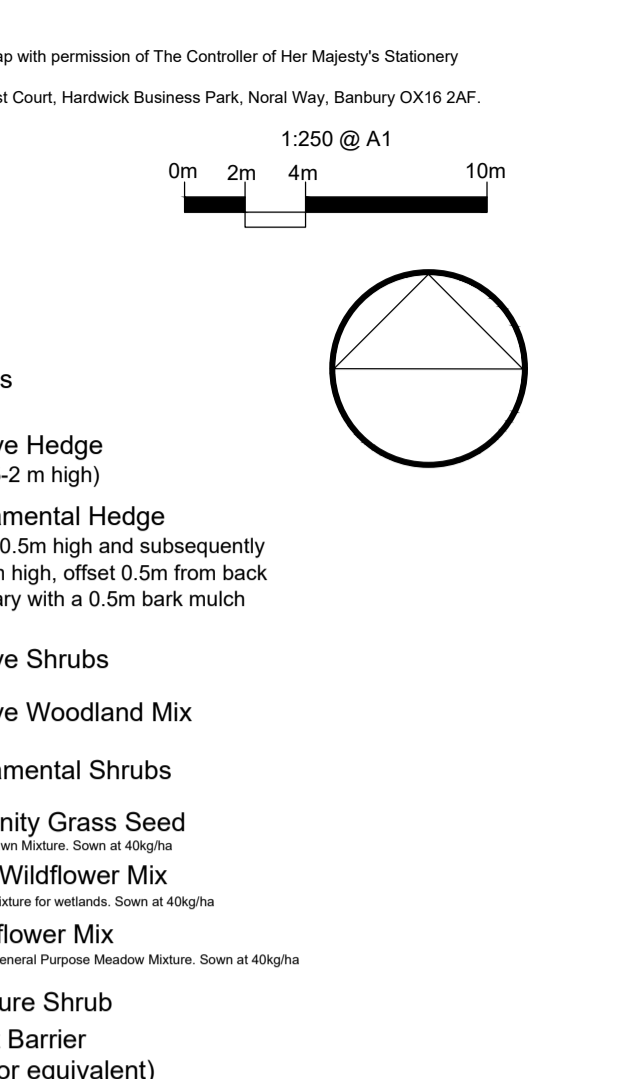 with permission of The Controller of Her Majesty's Stationery
Court, Hardwick Business Park, Noral Way, Banbury OX16 2AF.
1:250 @ A1
0m 2m 4m 10m
s
ve Hedge
-2 m high)
amental Hedge
0.5m high and subsequently
high, offset 0.5m from back
ary with a 0.5m bark mulch
ve Shrubs
ve Woodland Mix
amental Shrubs
nity Grass Seed
wn Mixture. Sown at 40kg/ha
Wildflower Mix
ixture for wetlands. Sown at 40kg/ha
flower Mix
eneral Purpose Meadow Mixture. Sown at 40kg/ha
ure Shrub
Barrier
or equivalent)